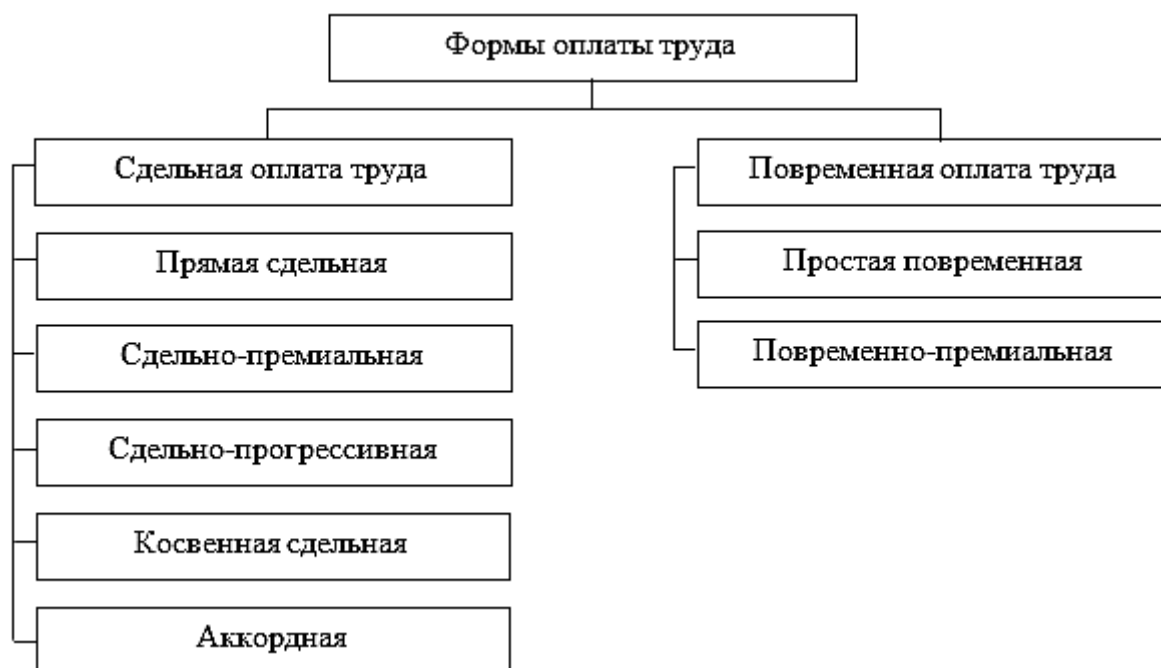 Формы оплаты труда
Сдельная оплата труда
Прямая сдельная
Сдельно-премиальная
Сдельно-прогрессивная
Косвенная сдельная
Аккордная
Повременная оплата труда
Простая повременная
Повременно-премиальная